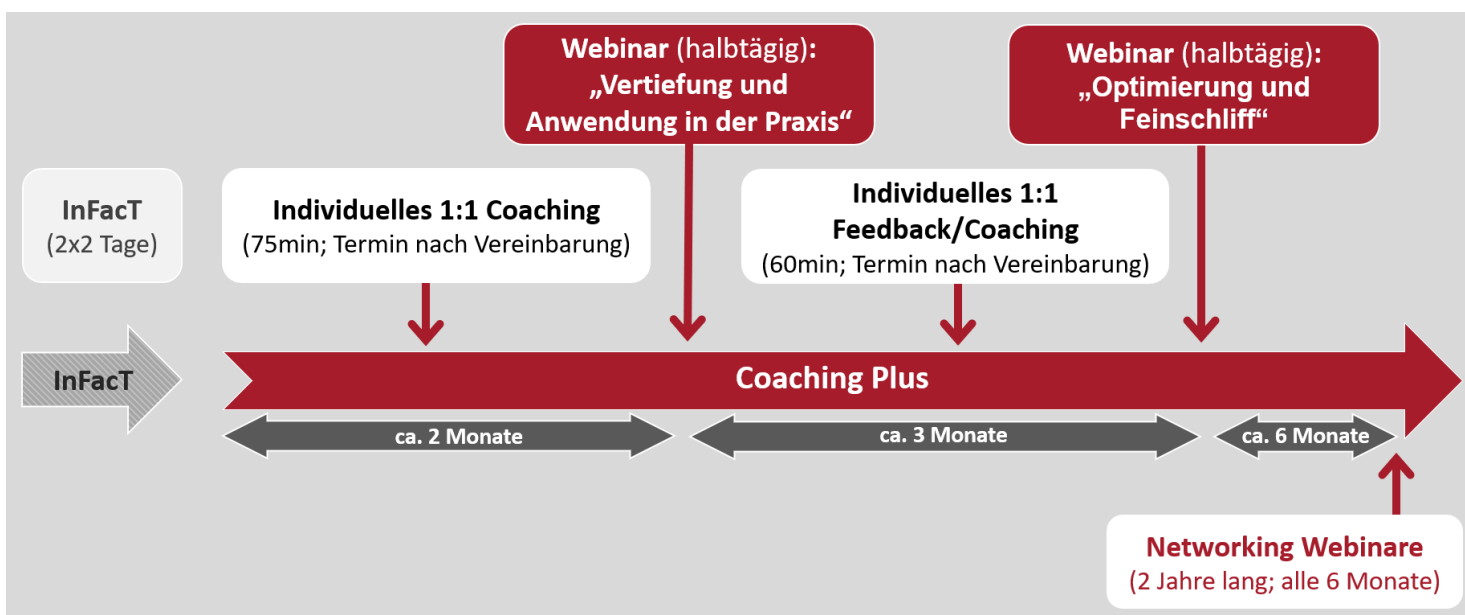 Webinar (halbtägig):
„Vertiefung und
Anwendung in der Praxis“
Webinar (halbtägig):
„Optimierung und
Feinschliff“
InFacT
(2x2 Tage)
Individuelles 1:1 Coaching
(75min; Termin nach Vereinbarung)
Individuelles 1:1
Feedback/Coaching
(60min; Termin nach Vereinbarung)
InFacT
Coaching Plus
ca. 2 Monate
ca. 3 Monate
ca. 6 Monate
Networking Webinare
(2 Jahre lang; alle 6 Monate)